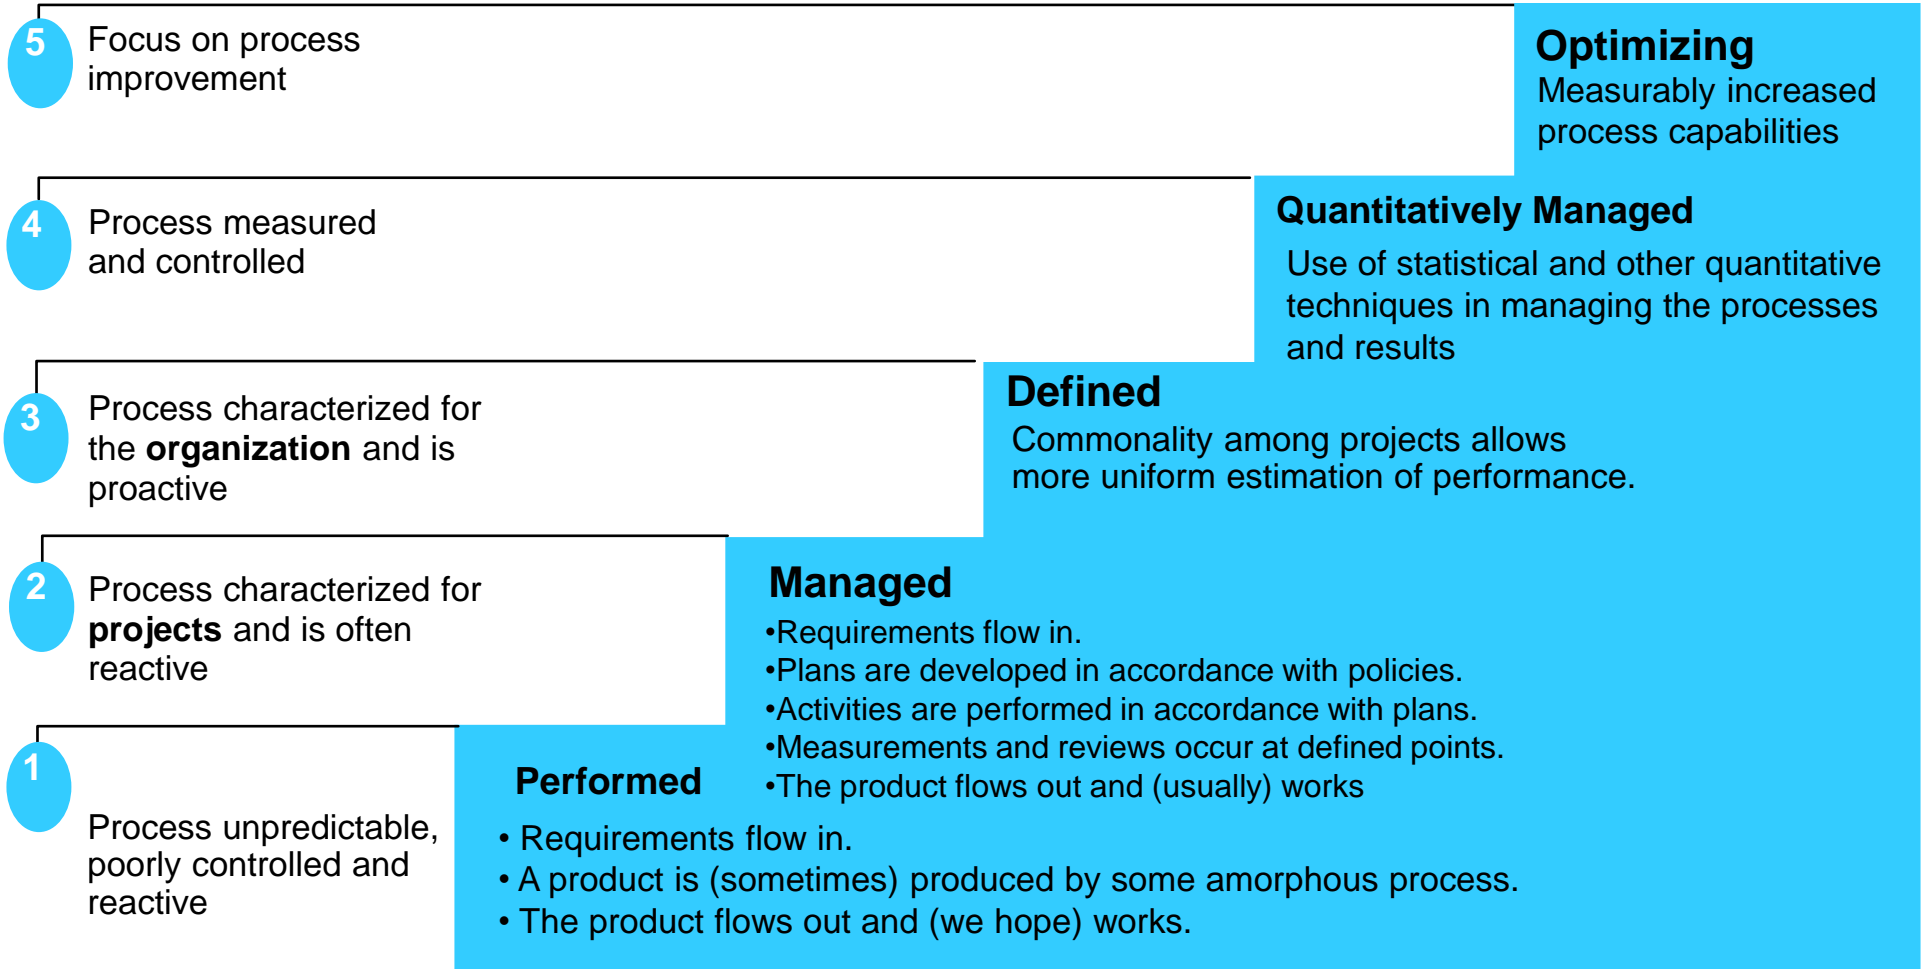 5
Focus on process
improvement
Optimizing
Measurably increased
process capabilities
4
Process measured
and controlled
Quantitatively Managed
Use of statistical and other quantitative
techniques in managing the processes
and results
3
Process characterized for
the organization and is
proactive
Defined
Commonality among projects allows
more uniform estimation of performance.
2
Process characterized for
projects and is often
reactive
Managed
•Requirements flow in.
•Plans are developed in accordance with policies.
•Activities are performed in accordance with plans.
•Measurements and reviews occur at defined points.
•The product flows out and (usually) works
1
Process unpredictable,
poorly controlled and
reactive
Performed
• Requirements flow in.
• A product is (sometimes) produced by some amorphous process.
• The product flows out and (we hope) works.